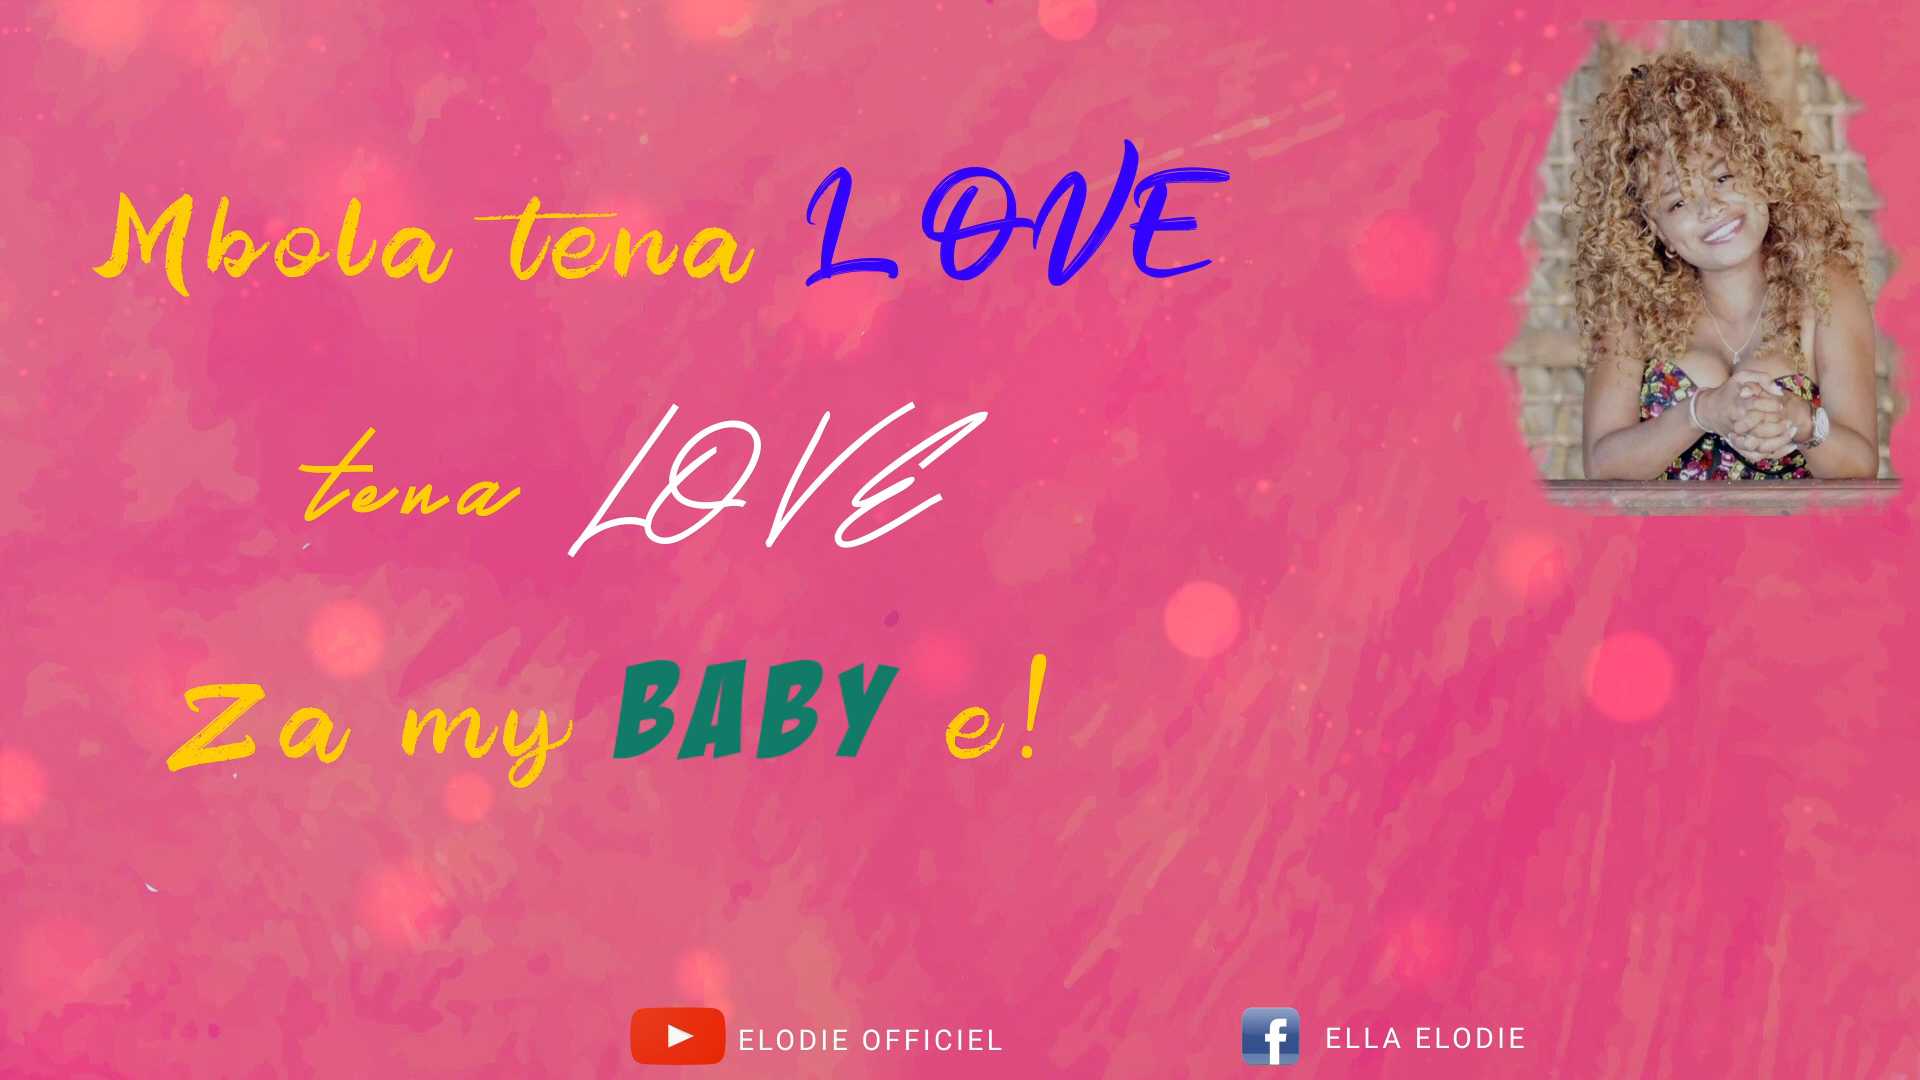 Mbola tena LOVE
tena LOVE
Za my BABY e!
ELODIE OFFICIEL
ELLA ELODIE